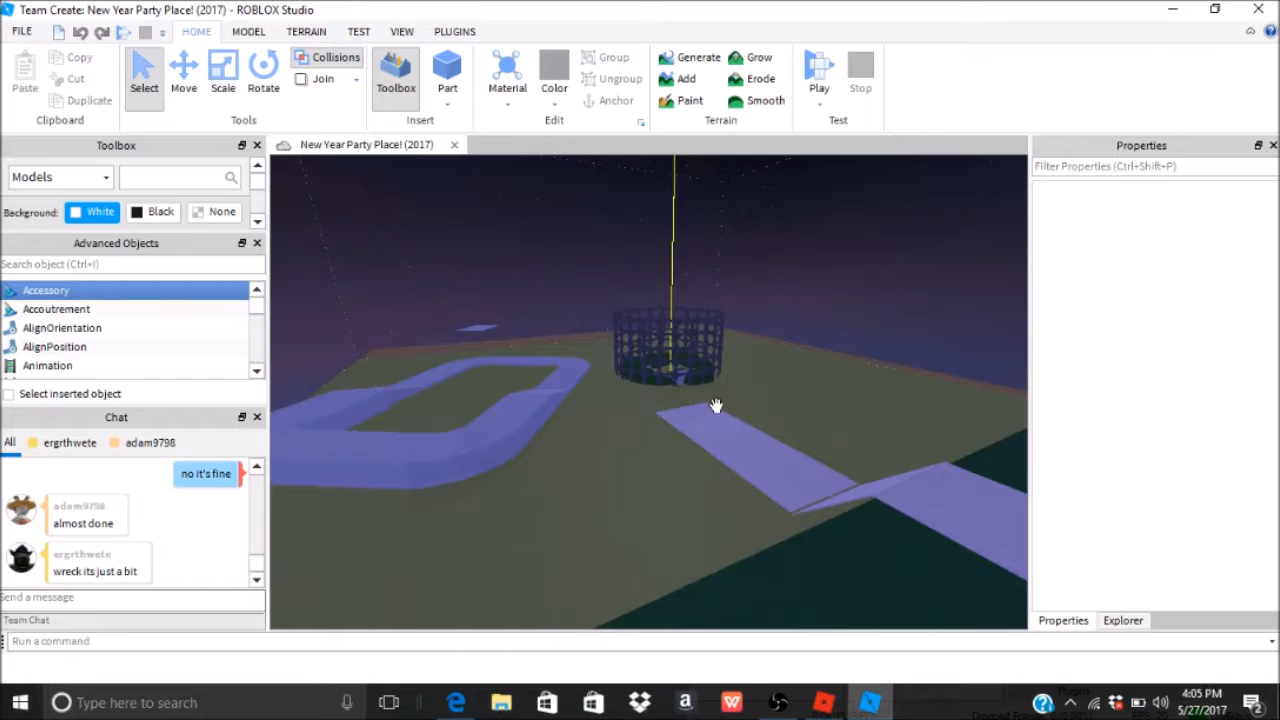 Team Create: New Year Party Place! (2017) - ROBLOX Studio
FILE HOME MODEL TERRAIN TEST VIEW PLUGINS
Paste
Copy
Cut
Duplicate
Clipboard
Select
Move
Scale
Rotate
Collisions
Join
Tools
Toolbox
Part
Insert
Material
Color
Group
Ungroup
Anchor
Edit
Generate
Grow
Add
Erode
Paint
Smooth
Terrain
Play
Stop
Test
Toolbox
New Year Party Place! (2017)
Properties
Models
Filter Properties (Ctrl+Shift+P)
Background: White Black None
Advanced Objects
Search object (Ctrl+I)
Accessory
Accoutrement
AlignOrientation
AlignPosition
Animation
Select inserted object
Chat
All ergrthwete adam9798
no it's fine
adam9798
almost done
ergrthwete
wreck its just a bit
Send a message
Team Chat
Properties Explorer
Run a command
Type here to search
4:05 PM
5/27/2017